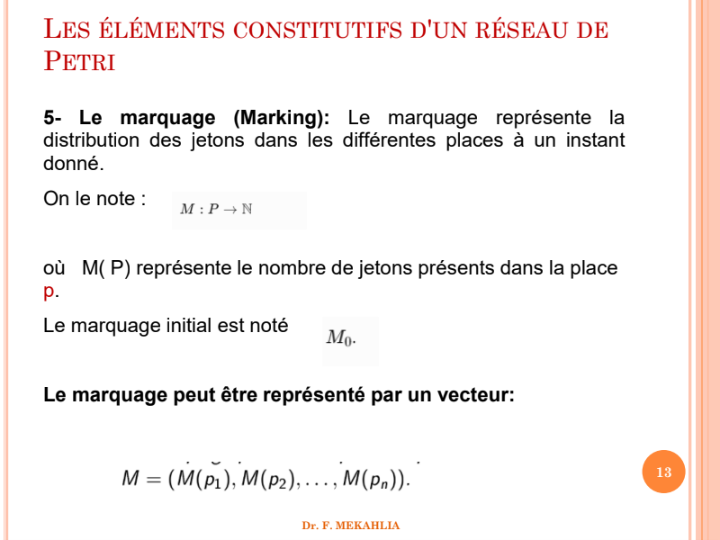 LES ÉLÉMENTS CONSTITUTIFS D'UN RÉSEAU DE
PETRI
5- Le marquage (Marking): Le marquage représente la
distribution des jetons dans les différentes places à un instant
donné.
On le note :
M : P → ℕ
où M( P) représente le nombre de jetons présents dans la place
p.
Le marquage initial est noté
M₀.
Le marquage peut être représenté par un vecteur:
M = (M(p₁), M(p₂), . . . , M(pₙ)).
13
Dr. F. MEKAHLIA